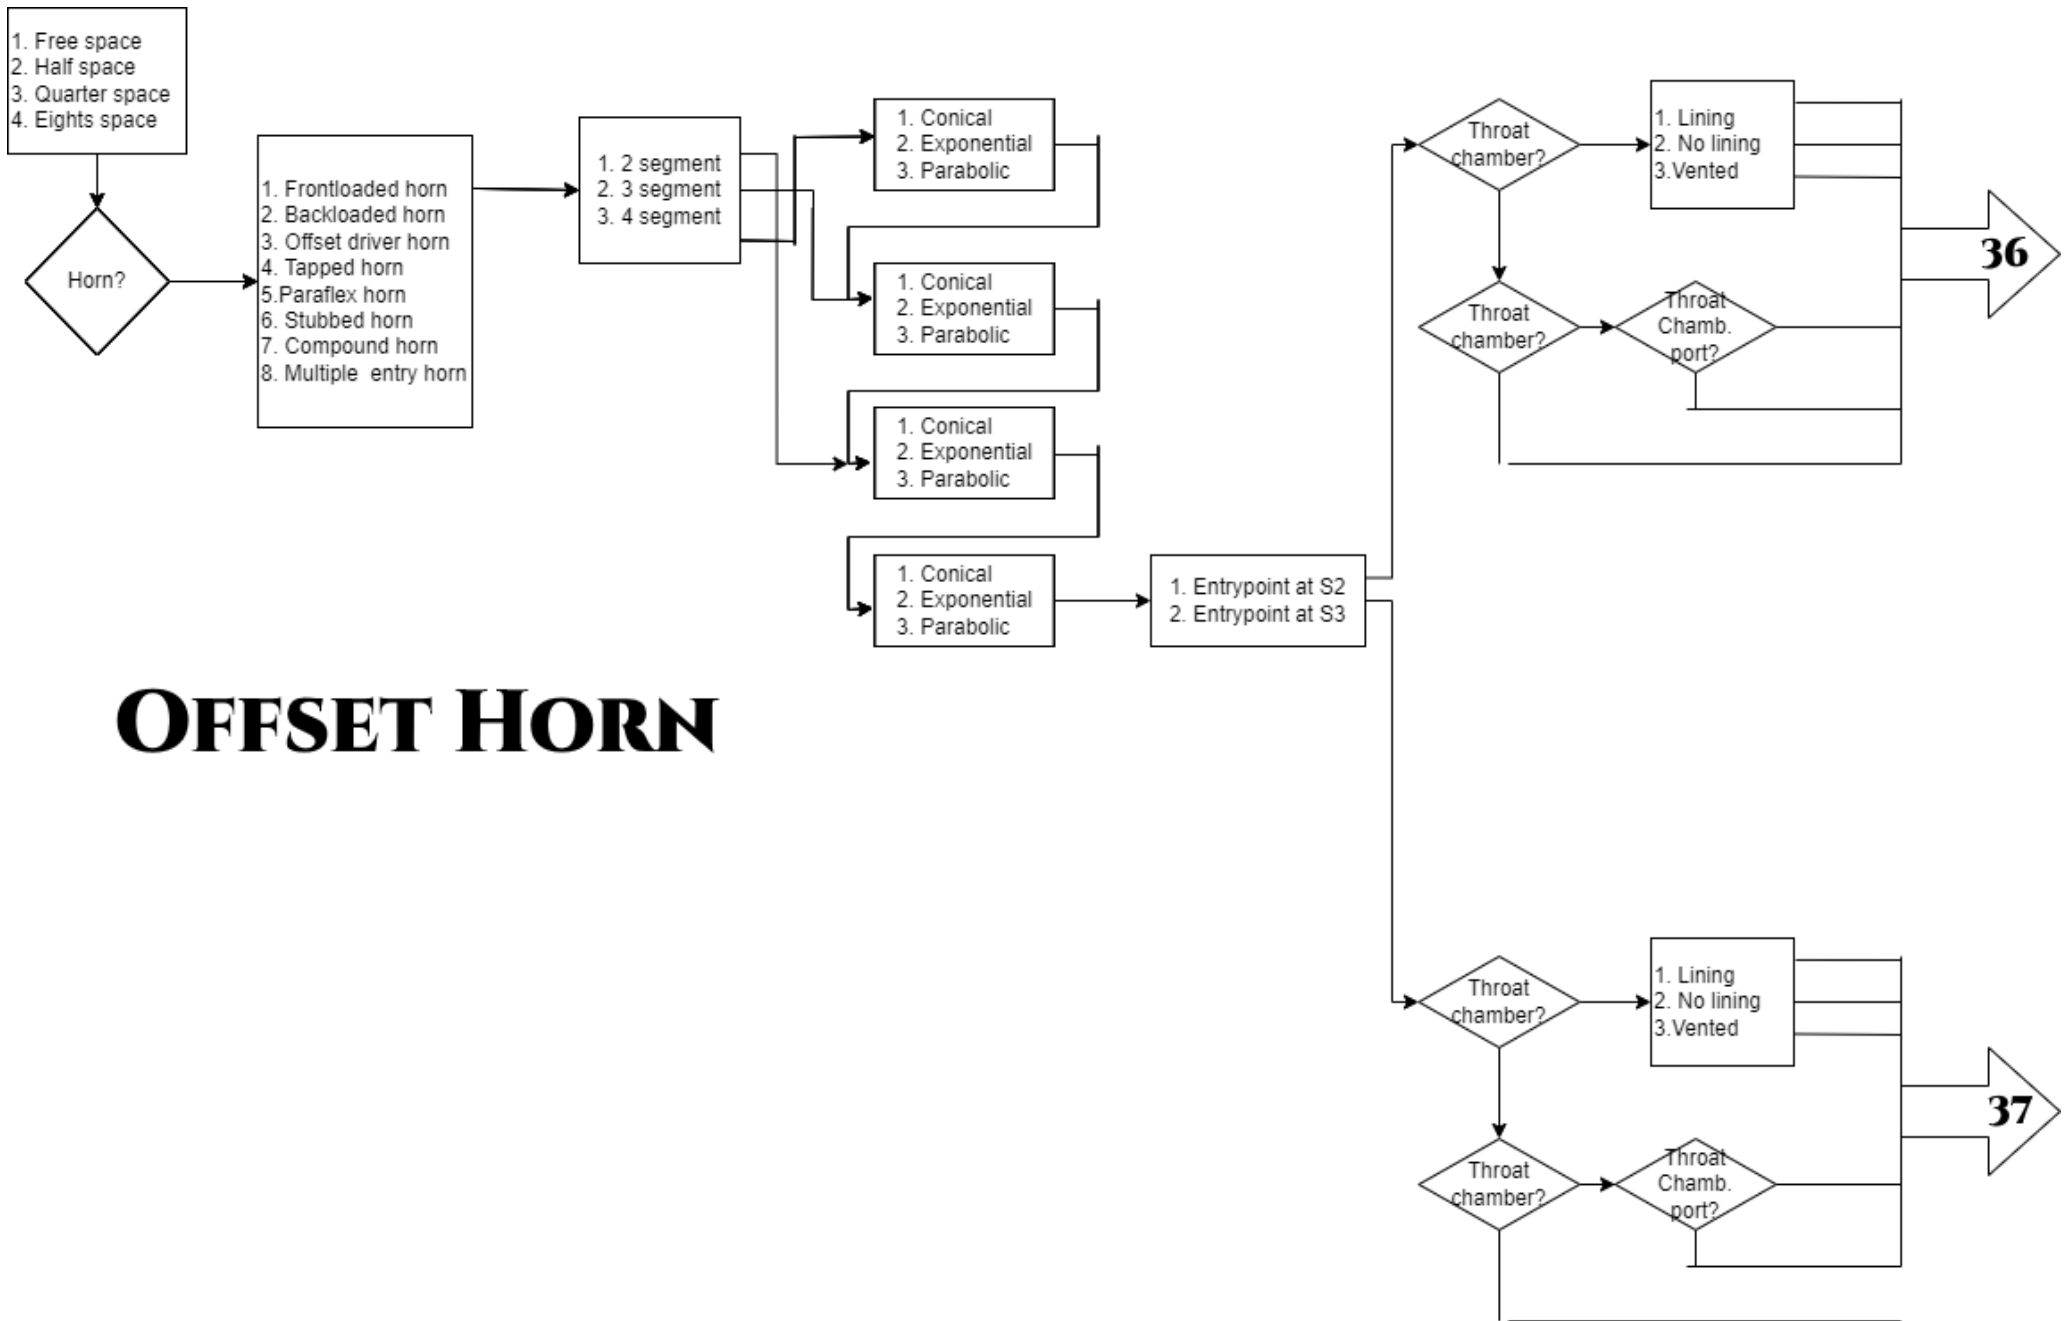 1. Free space
2. Half space
3. Quarter space
4. Eights space
Horn?
1. Frontloaded horn
2. Backloaded horn
3. Offset driver horn
4. Tapped horn
5.Paraflex horn
6. Stubbed horn
7. Compound horn
8. Multiple entry horn
1. 2 segment
2. 3 segment
3. 4 segment
1. Conical
2. Exponential
3. Parabolic
1. Conical
2. Exponential
3. Parabolic
1. Conical
2. Exponential
3. Parabolic
1. Conical
2. Exponential
3. Parabolic
1. Entrypoint at S2
2. Entrypoint at S3
Throat
chamber?
1. Lining
2. No lining
3.Vented
Throat
chamber?
Throat
Chamb.
port?
36
OFFSET HORN
Throat
chamber?
1. Lining
2. No lining
3.Vented
Throat
chamber?
Throat
Chamb.
port?
37